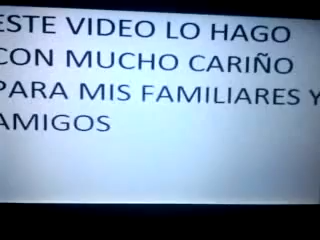 ESTE VIDEO LO HAGO
CON MUCHO CARIÑO
PARA MIS FAMILIARES Y
AMIGOS